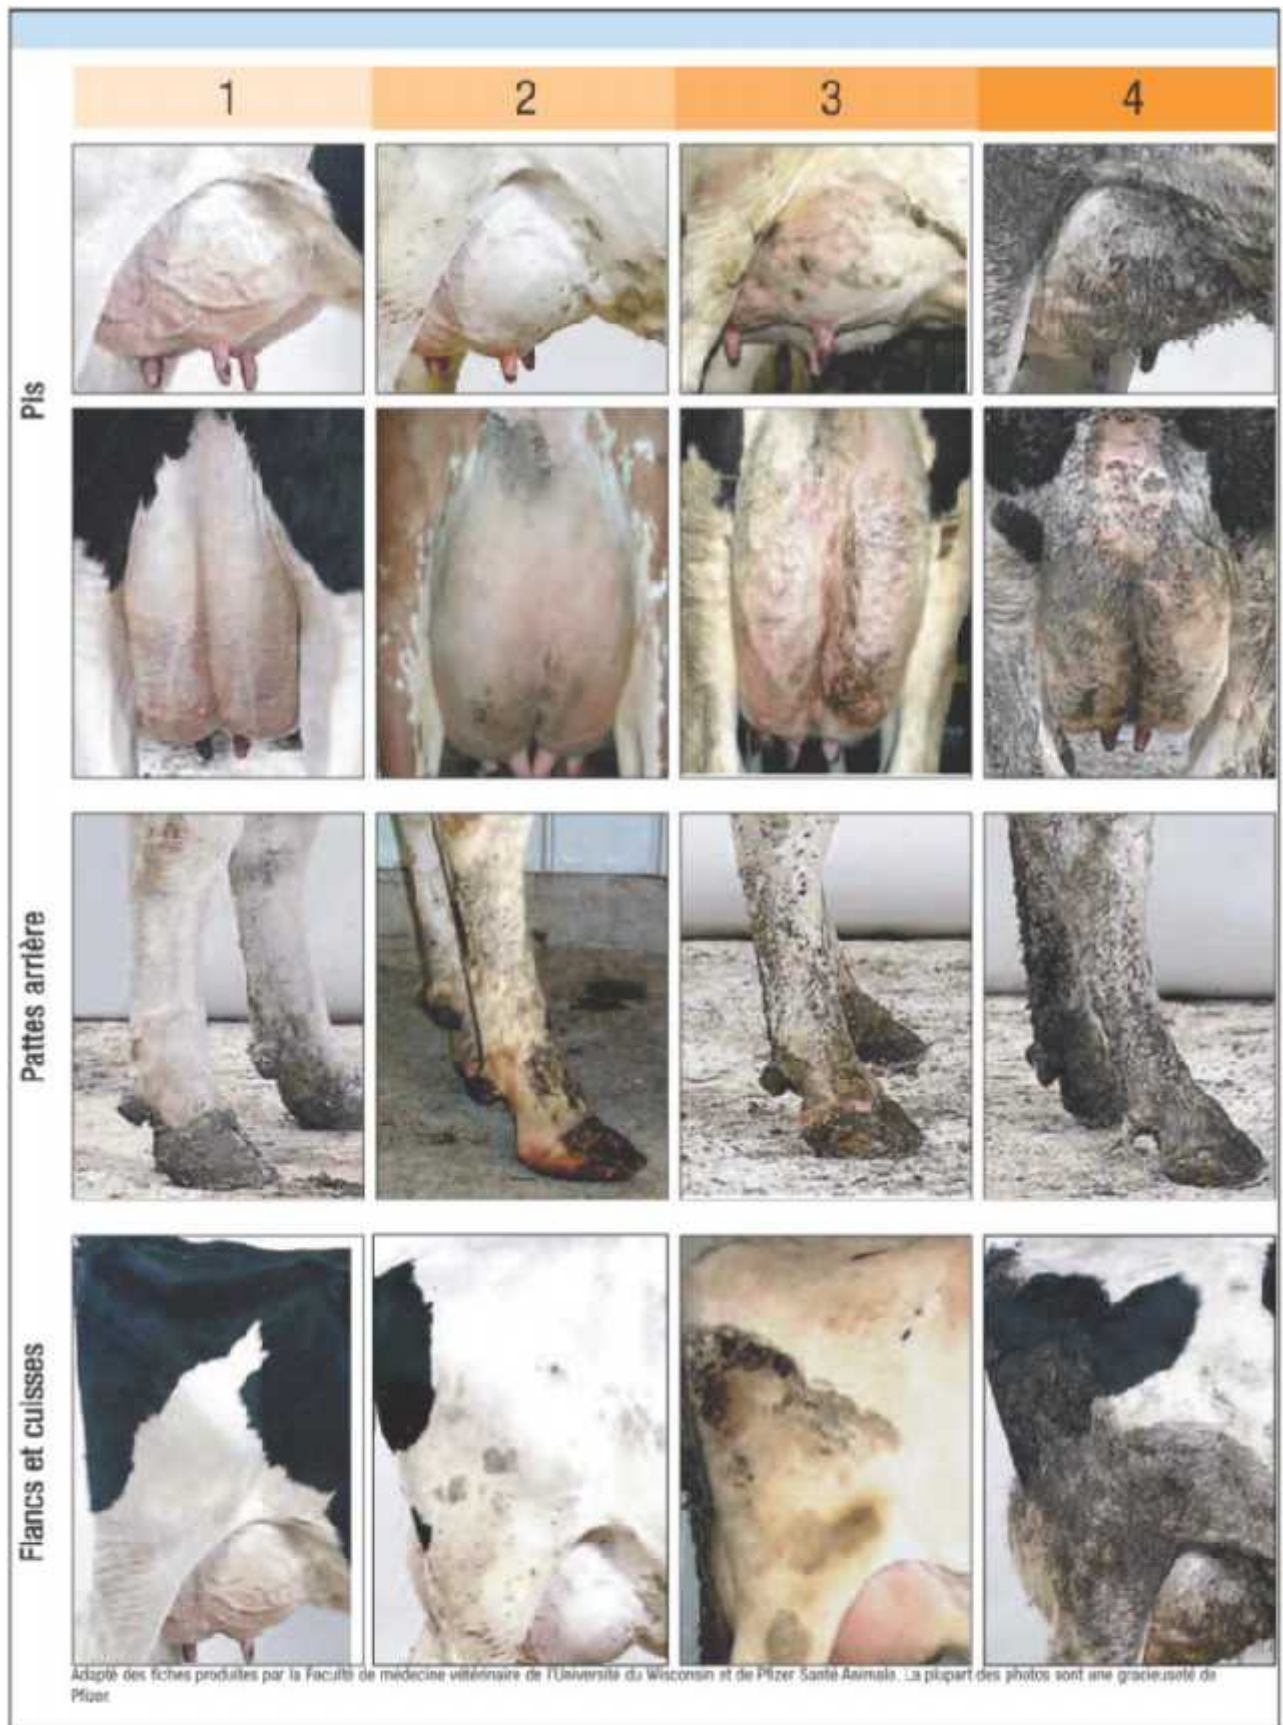 1 2 3 4
Pis
Pattes arrière
Flancs et cuisses
Adapté des fiches produites par la Faculté de médecine vétérinaire de l'Université du Wisconsin et de Pfizer Santé Animale. La plupart des photos sont une gracieuseté de
Pfizer.